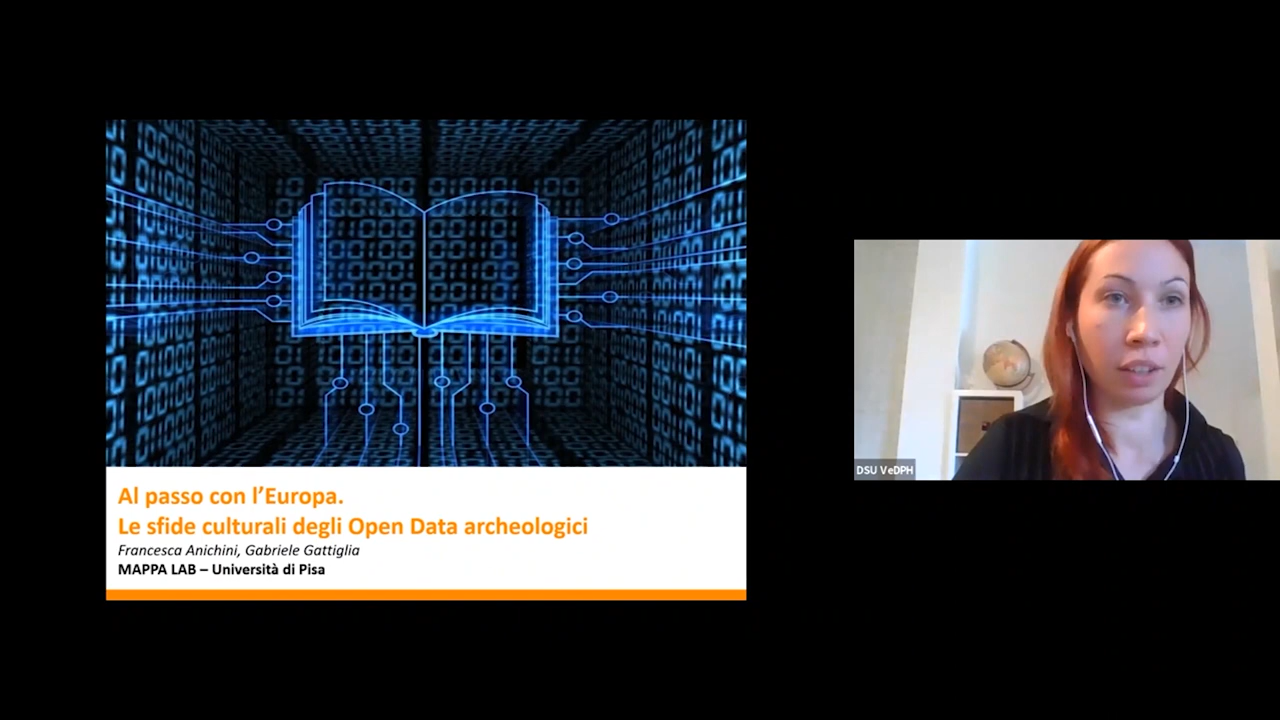 Al passo con l’Europa.
Le sfide culturali degli Open Data archeologici
Francesca Anichini, Gabriele Gattiglia
MAPPA LAB – Università di Pisa
DSU VeDPH